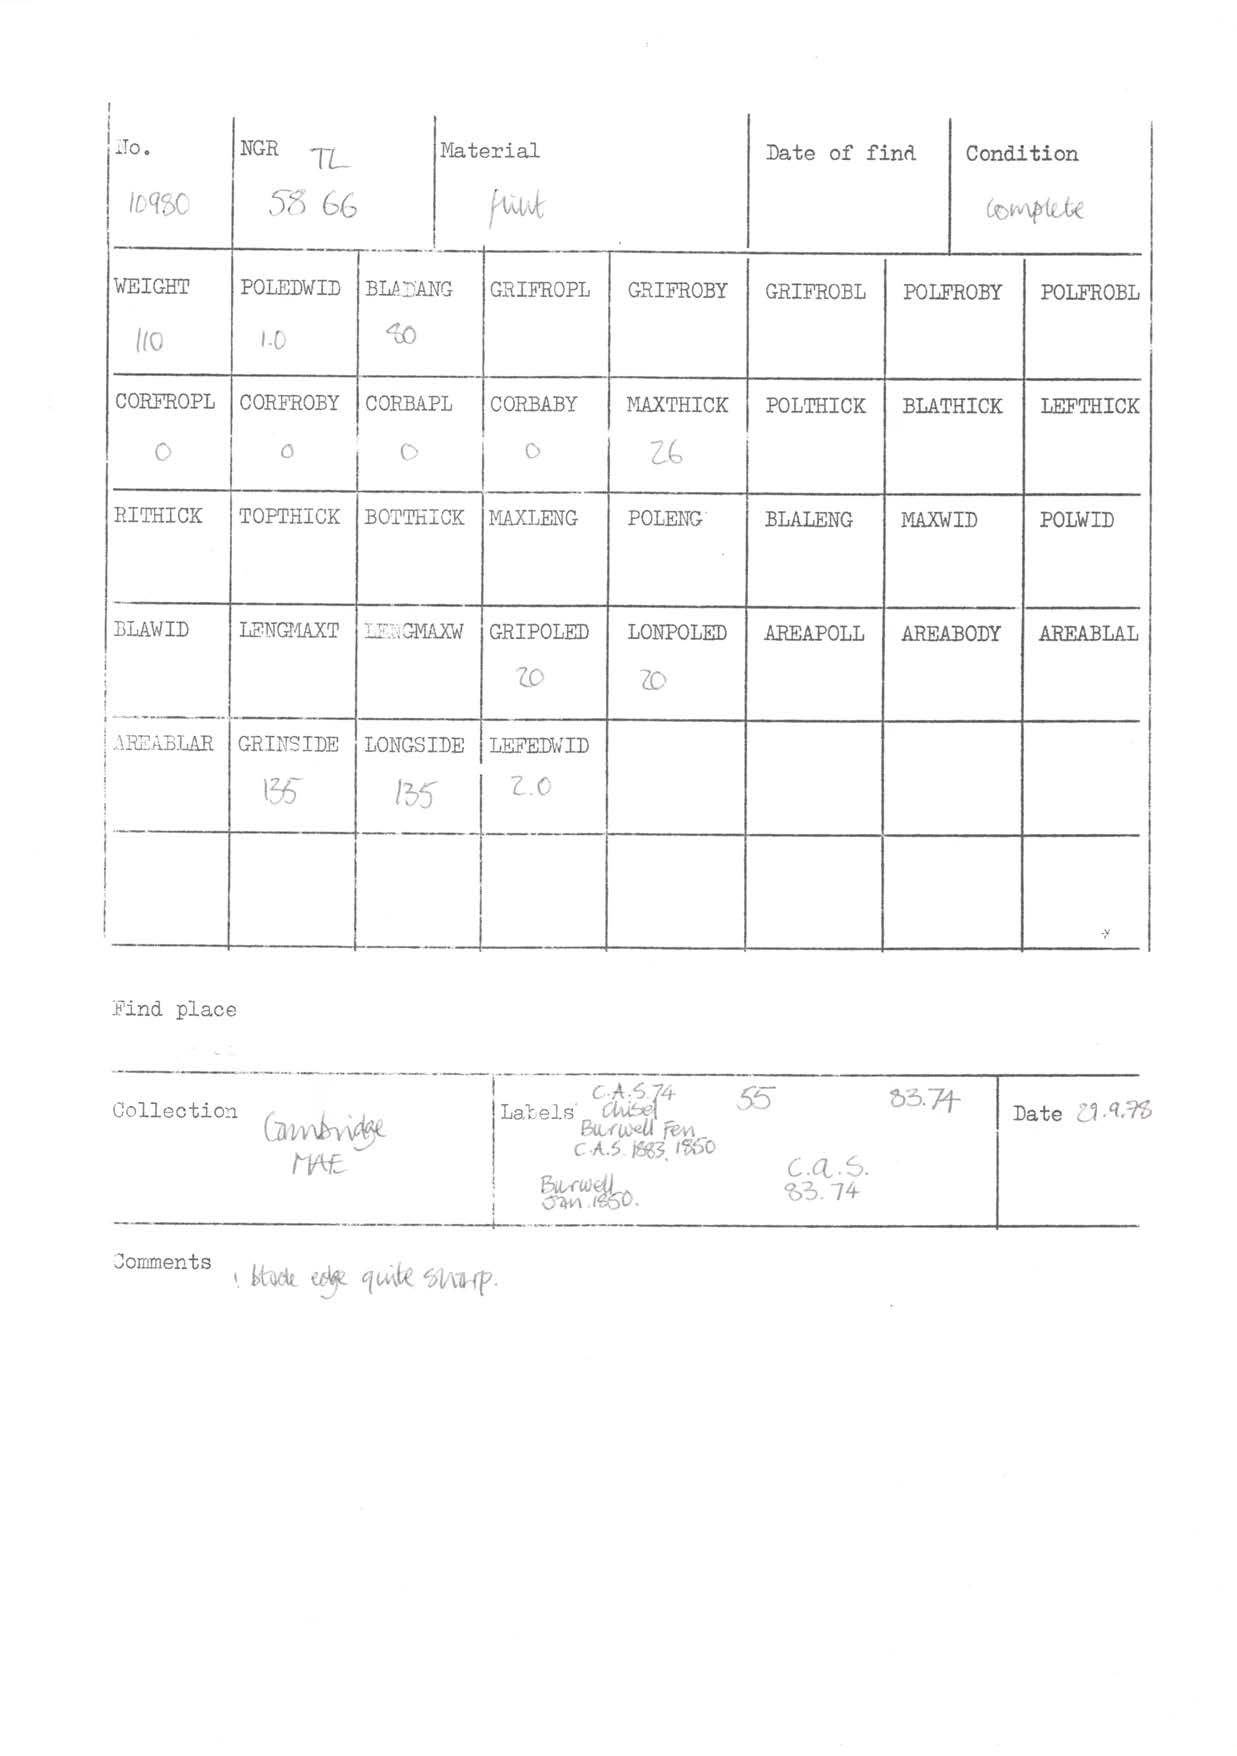 No. NGR TL Material Date of find Condition
10980 58 66 flint complete
WEIGHT POLEDWID BLADANG GRIFROPL GRIFROBY GRIFROBL POLFROBY POLFROBL
110 1.0 80
CORFROPL CORFROBY CORBAPL CORBABY MAXTHICK POLTHICK BLATHICK LEFTHICK
0 0 0 0 26
RITHICK TOPTHICK BOTTHICK MAXLENG POLENG BLALENG MAXWID POLWID
BLAWID LENGMAXT LENGMAXW GRIPOLED LONPOLED AREAPOLL AREABODY AREABLAL
20 20
AREABLAR GRINSIDE LONGSIDE LEFEDWID
135 135 2.0
Find place
Collection Cambridge
MAE
Labels C.A.S.74 55 83.74
Chisel
Burwell Fen
C.A.S. 1883, 1850
C.A.S.
83.74
Burwell
Jan. 1850.
Date 29.9.78
Comments blade edge quite sharp.